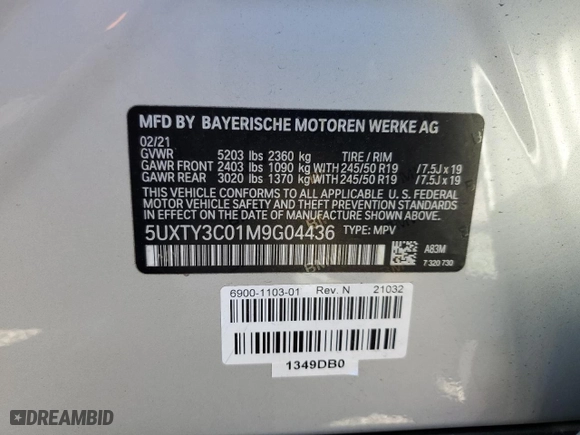 MFD BY BAYERISCHE MOTOREN WERKE AG
02/21
GVWR 5203 lbs 2360 kg TIRE / RIM
GAWR FRONT 2403 lbs 1090 kg WITH 245/50 R19 /7.5J x 19
GAWR REAR 3020 lbs 1370 kg WITH 245/50 R19 /7.5J x 19
THIS VEHICLE CONFORMS TO ALL APPLICABLE U. S. FEDERAL
MOTOR VEHICLE SAFETY AND THEFT PREVENTION STANDARDS
IN EFFECT ON THE DATE OF MANUFACTURE SHOWN ABOVE.
5UXTY3C01M9G04436 TYPE: MPV
A83M
7 320 730
6900-1103-01 Rev. N 21032
1349DB0
DREAMBID